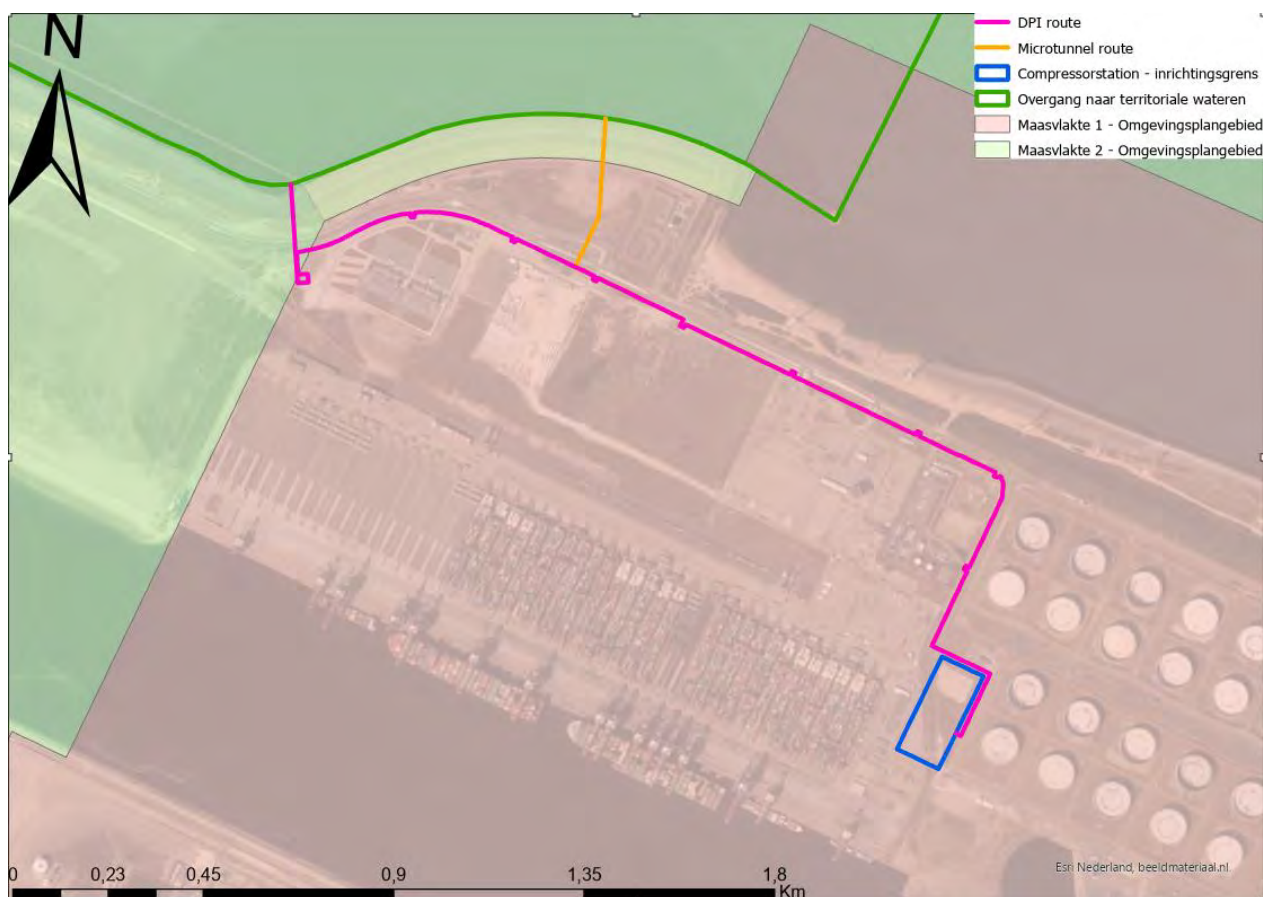 N
DPI route
Microtunnel route
Compressorstation - inrichtingsgrens
Overgang naar territoriale wateren
Maasvlakte 1 - Omgevingsplangebied
Maasvlakte 2 - Omgevingsplangebied
0 0,23 0,45 0,9 1,35 1,8
Km
Esri Nederland, beeldmateriaal.nl